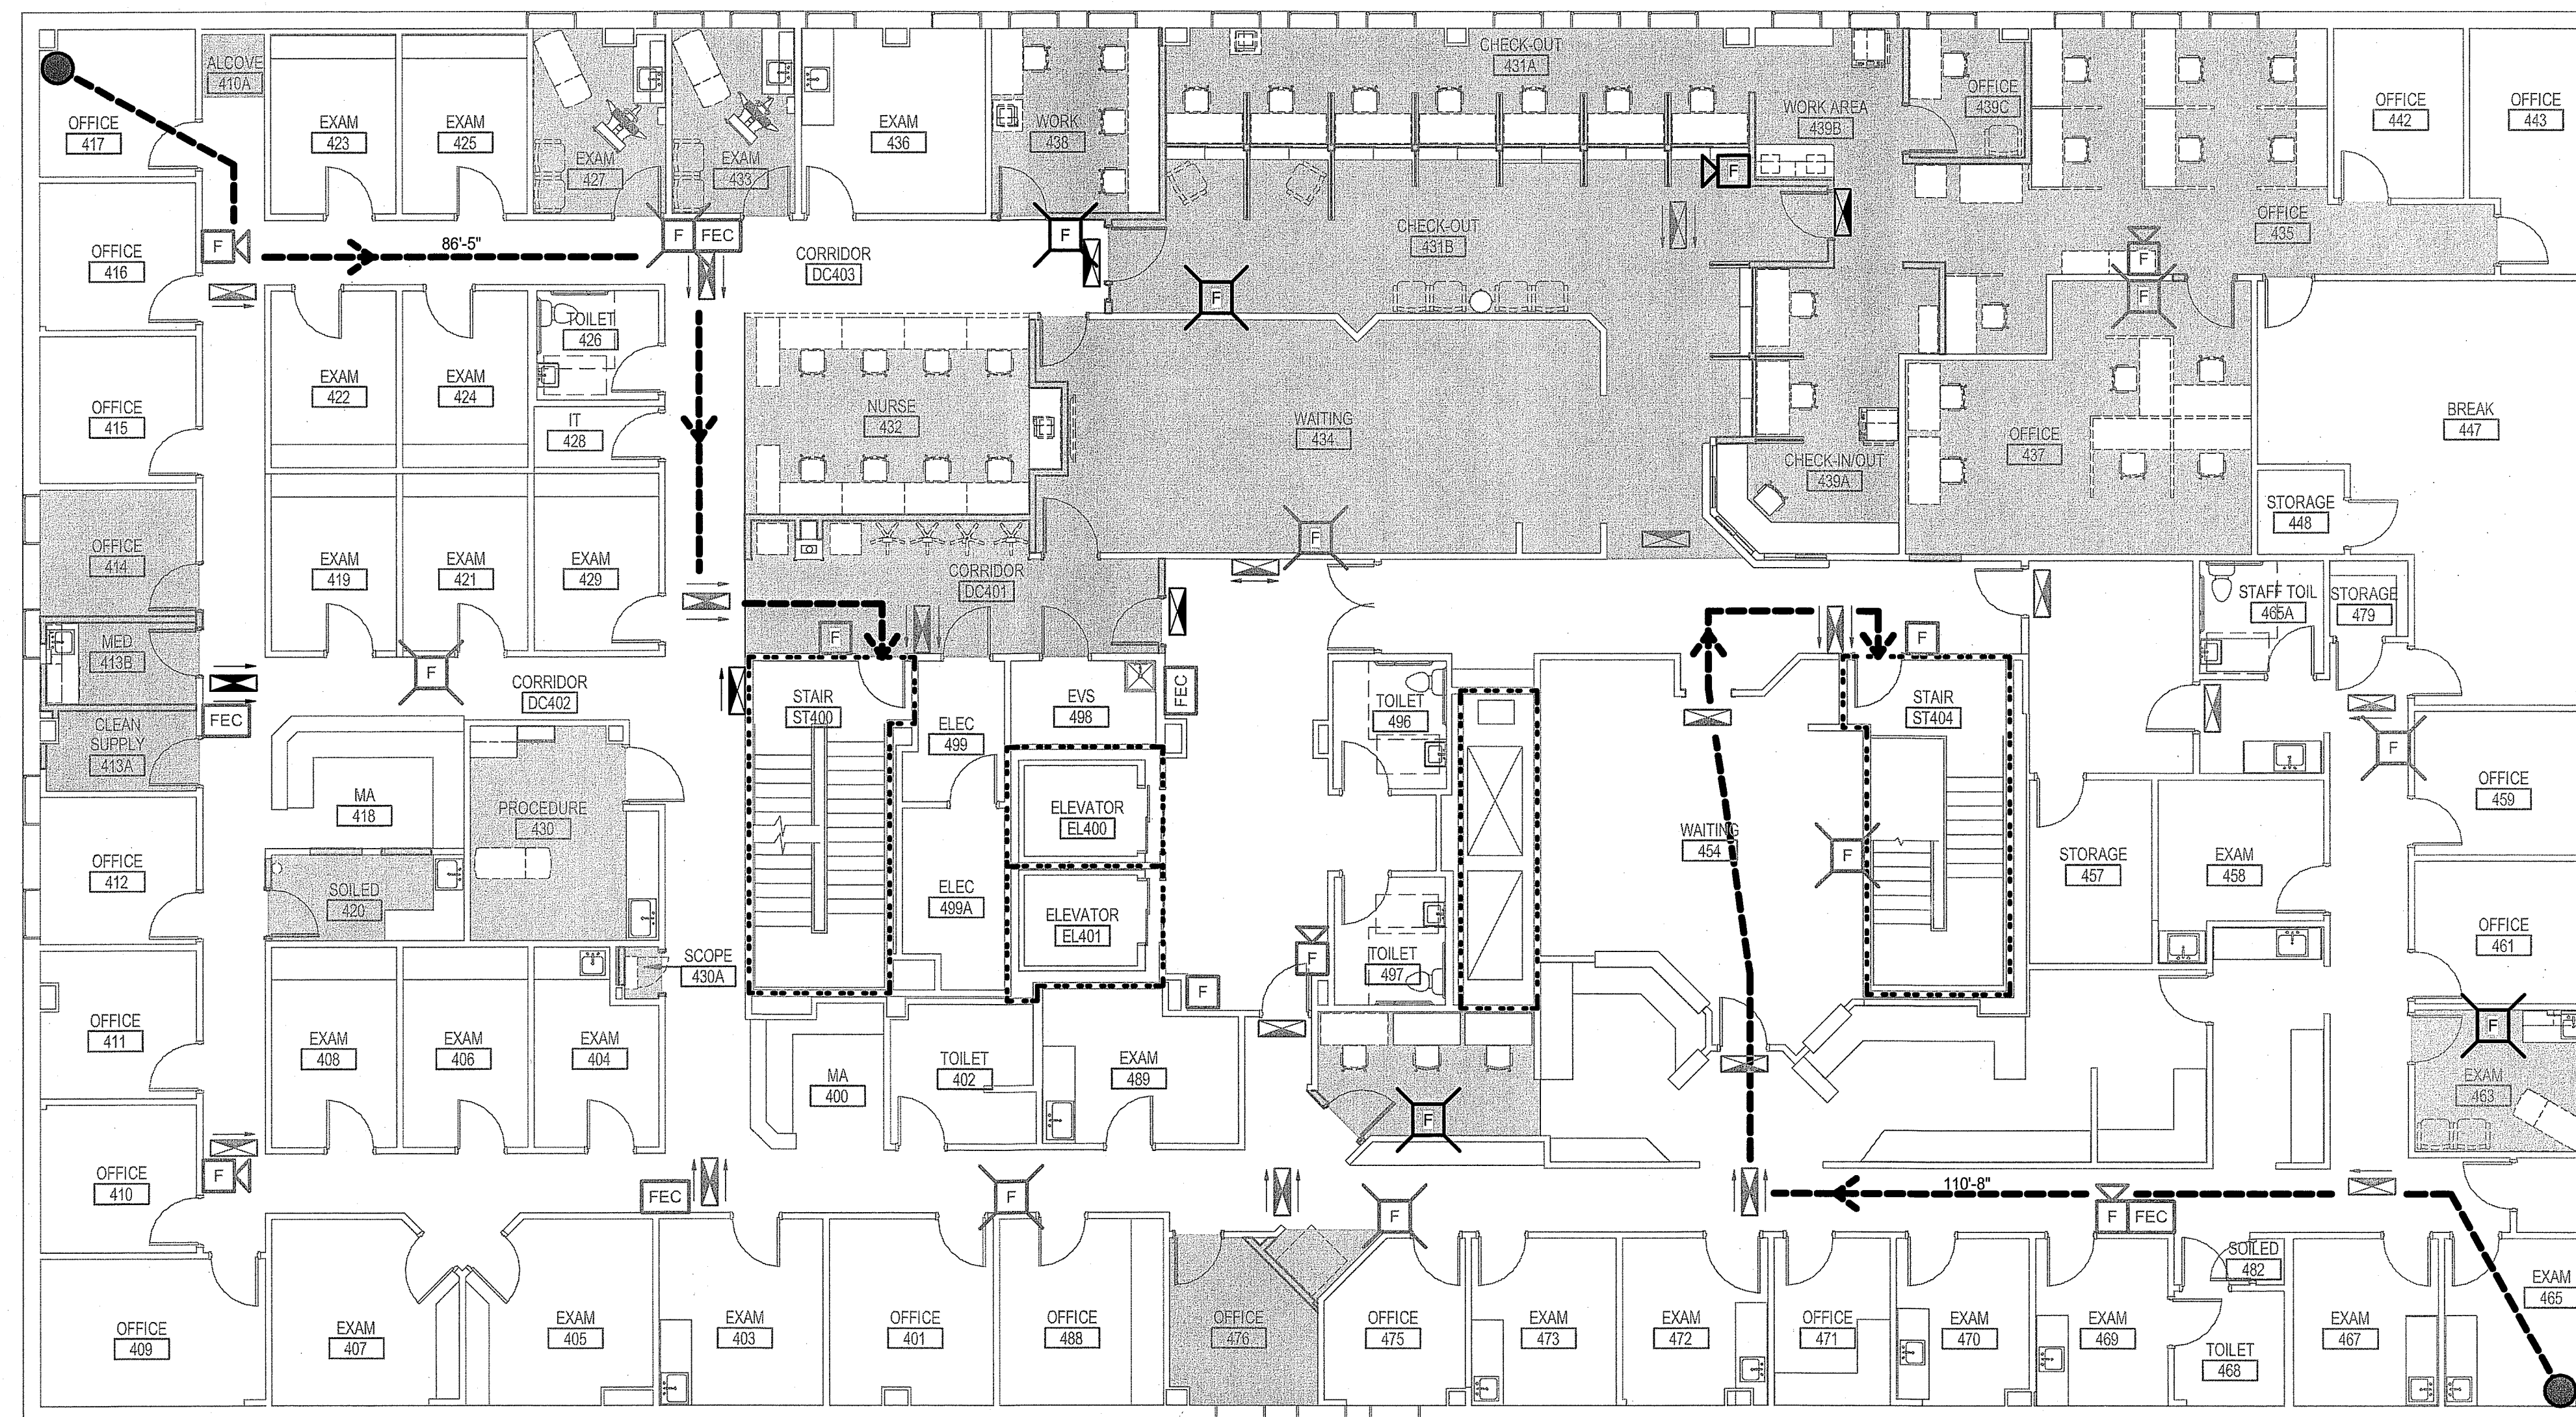 ALCOVE
410A
OFFICE
417
EXAM
423
EXAM
425
EXAM
427
EXAM
433
EXAM
436
WORK
438
CHECK-OUT
431A
WORK AREA
439B
OFFICE
439C
OFFICE
442
OFFICE
443
F
CHECK-OUT
431B
OFFICE
435
OFFICE
416
F
86'-5"
F
FEC
CORRIDOR
DC403
F
F
F
F
TOILET
426
EXAM
422
EXAM
424
IT
428
NURSE
432
WAITING
434
OFFICE
437
BREAK
447
OFFICE
415
CHECK-IN/OUT
439A
STORAGE
448
OFFICE
414
EXAM
419
EXAM
421
EXAM
429
CORRIDOR
DC401
F
STAFF TOIL
465A
STORAGE
479
MED
413B
F
F
F
CORRIDOR
DC402
STAIR
ST400
EVS
498
FEC
TOILET
496
STAIR
ST404
FEC
CLEAN
SUPPLY
413A
ELEC
499
F
MA
418
PROCEDURE
430
ELEVATOR
EL400
WAITING
454
F
STORAGE
457
EXAM
458
OFFICE
459
OFFICE
412
SOILED
420
ELEC
499A
ELEVATOR
EL401
OFFICE
461
SCOPE
430A
F
F
TOILET
497
OFFICE
411
EXAM
408
EXAM
406
EXAM
404
MA
400
TOILET
402
EXAM
489
F
F
EXAM
463
OFFICE
410
F
FEC
F
F
110'-8"
F
FEC
OFFICE
409
EXAM
407
EXAM
405
EXAM
403
OFFICE
401
OFFICE
488
OFFICE
476
OFFICE
475
EXAM
473
EXAM
472
OFFICE
471
EXAM
470
EXAM
469
SOILED
482
TOILET
468
EXAM
467
EXAM
465